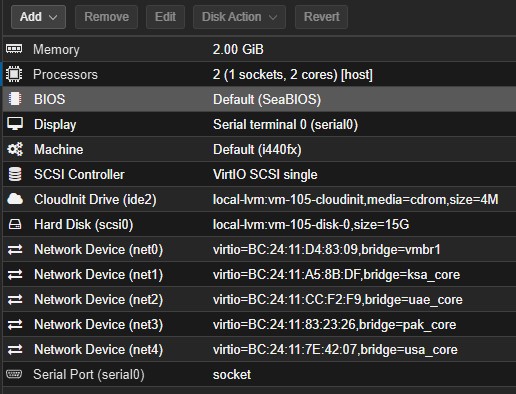 Add Remove Edit Disk Action Revert
Memory 2.00 GiB
Processors 2 (1 sockets, 2 cores) [host]
BIOS Default (SeaBIOS)
Display Serial terminal 0 (serial0)
Machine Default (i440fx)
SCSI Controller VirtIO SCSI single
CloudInit Drive (ide2) local-lvm:vm-105-cloudinit,media=cdrom,size=4M
Hard Disk (scsi0) local-lvm:vm-105-disk-0,size=15G
Network Device (net0) virtio=BC:24:11:D4:83:09,bridge=vmbr1
Network Device (net1) virtio=BC:24:11:A5:8B:DF,bridge=ksa_core
Network Device (net2) virtio=BC:24:11:CC:F2:F9,bridge=uae_core
Network Device (net3) virtio=BC:24:11:83:23:26,bridge=pak_core
Network Device (net4) virtio=BC:24:11:7E:42:07,bridge=usa_core
Serial Port (serial0) socket